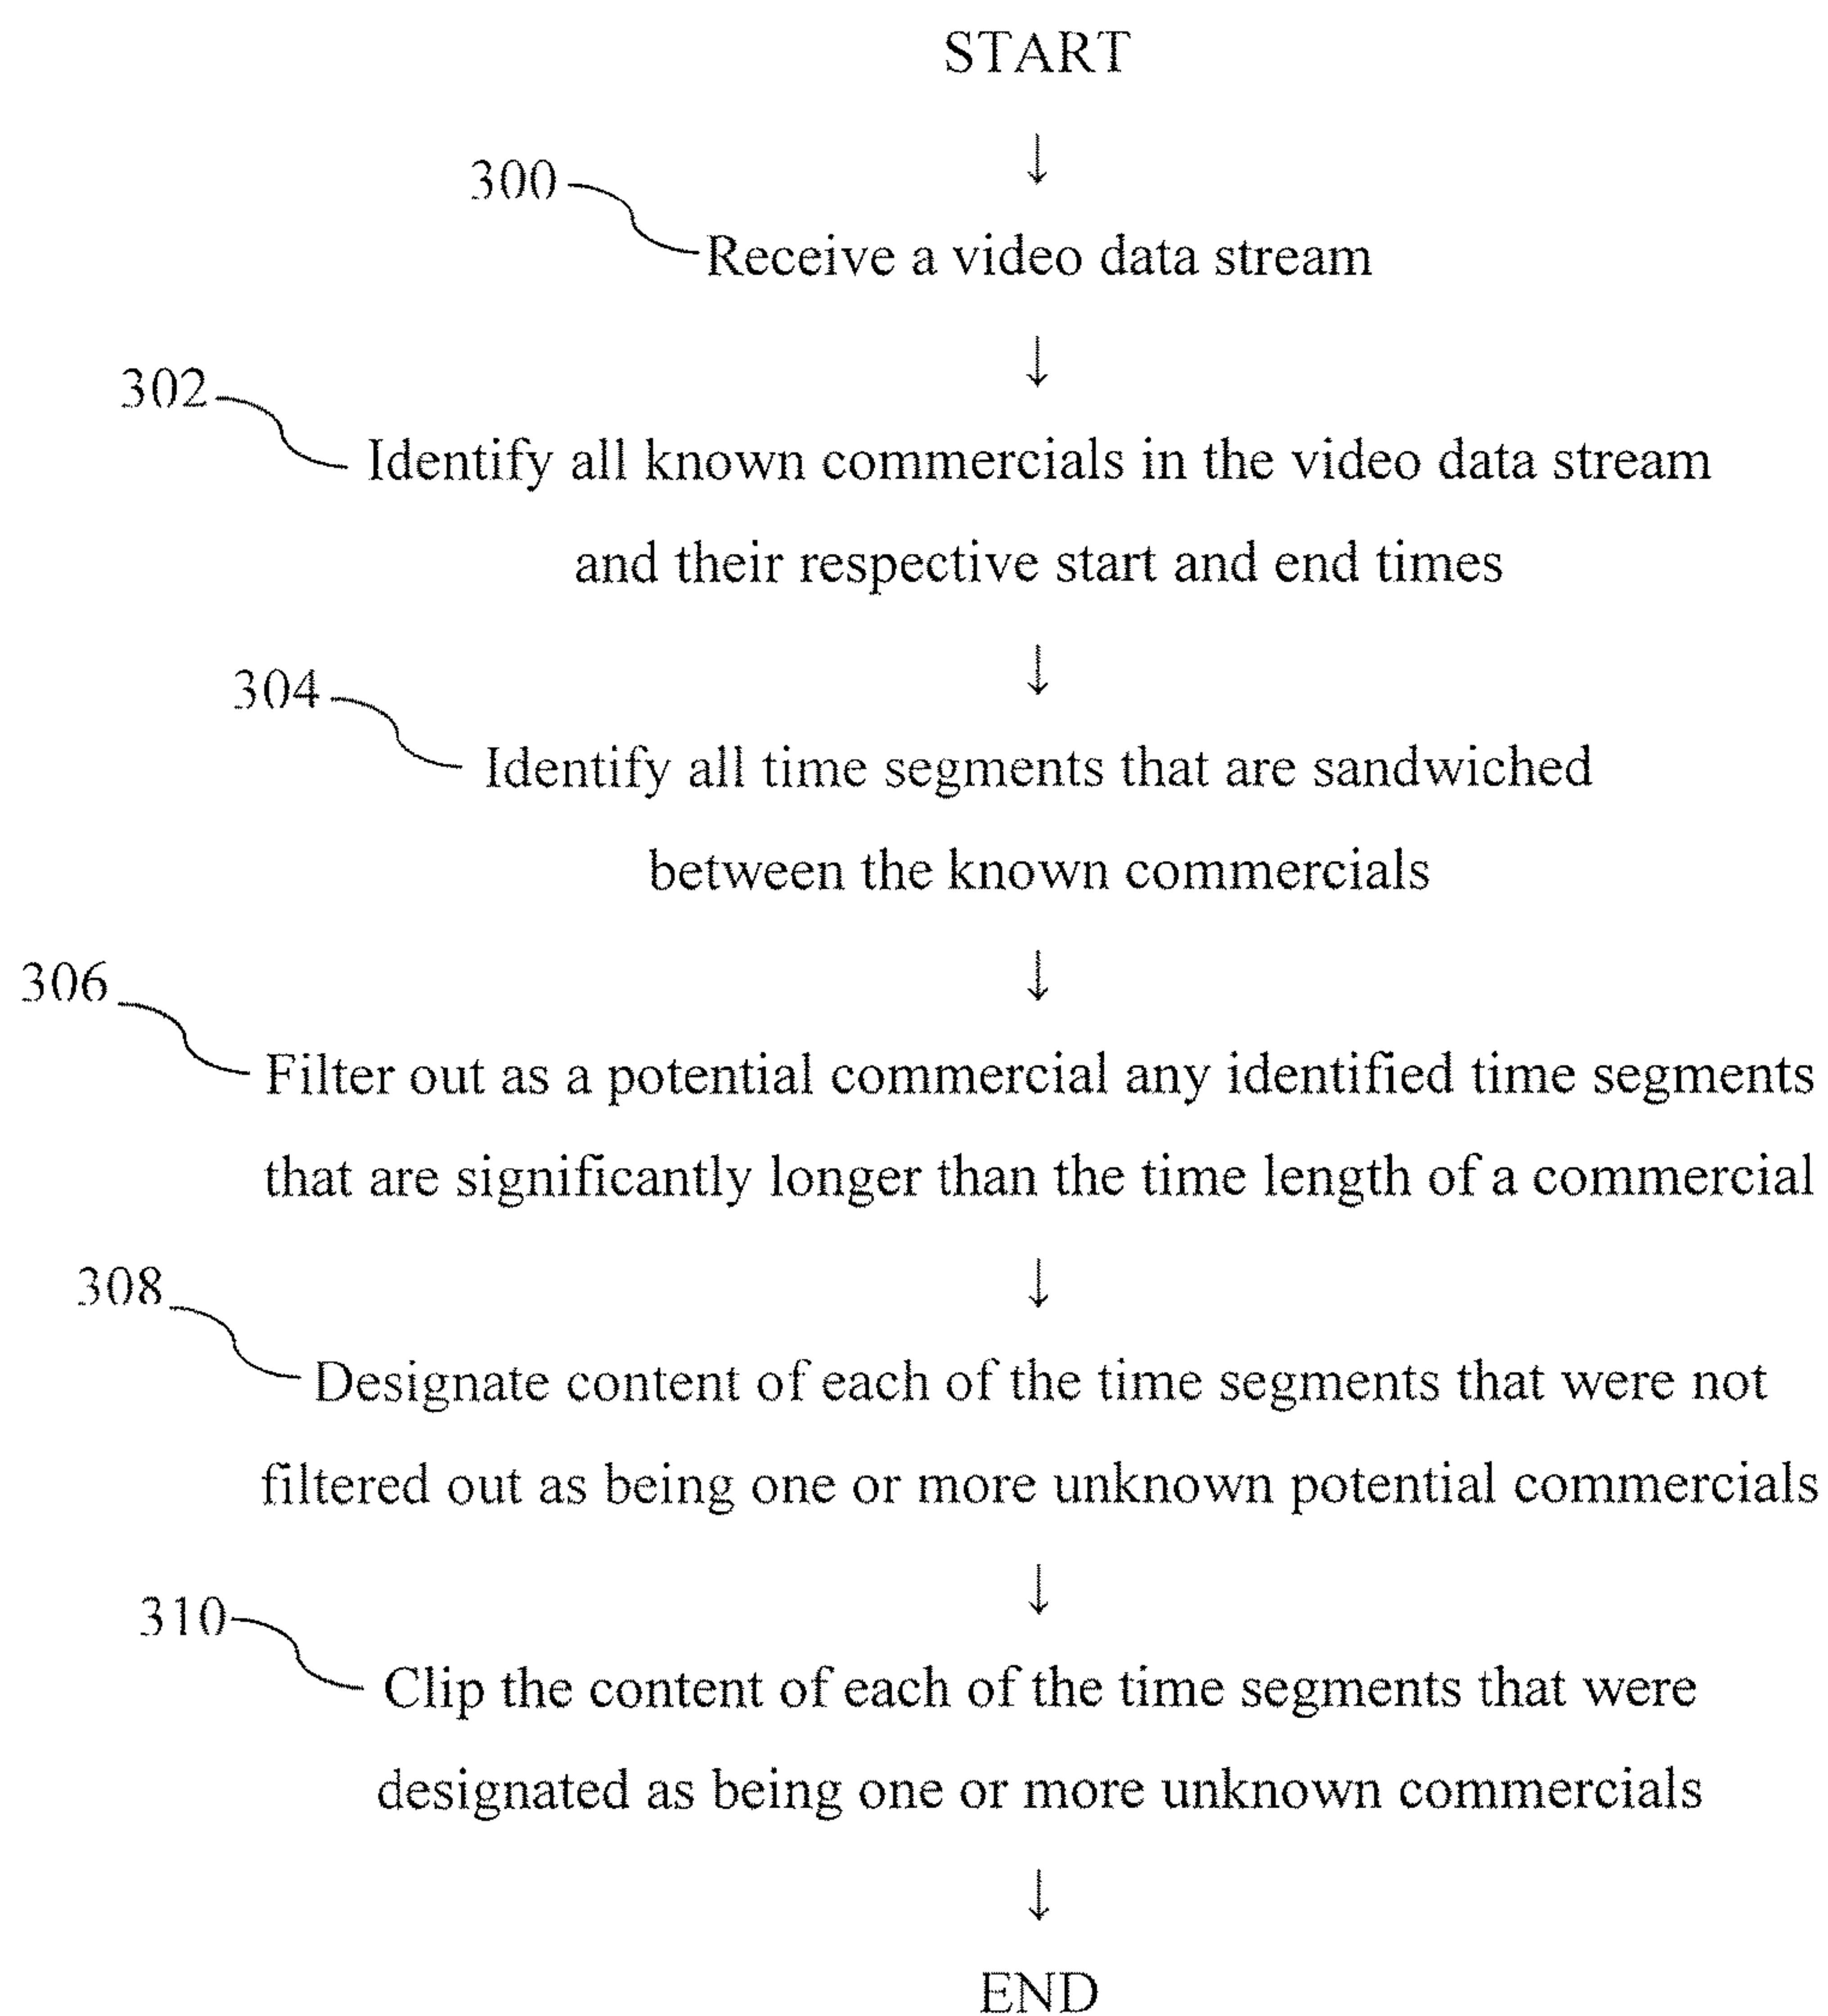 START
↓
300
Receive a video data stream
↓
302
Identify all known commercials in the video data stream
and their respective start and end times
↓
304
Identify all time segments that are sandwiched
between the known commercials
↓
306
Filter out as a potential commercial any identified time segments
that are significantly longer than the time length of a commercial
↓
308
Designate content of each of the time segments that were not
filtered out as being one or more unknown potential commercials
↓
310
Clip the content of each of the time segments that were
designated as being one or more unknown commercials
↓
END